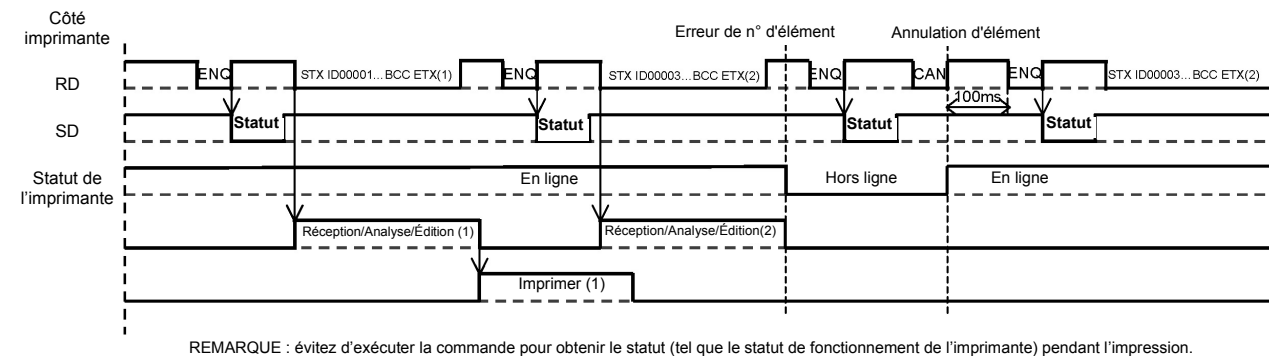 Côté
imprimante
Erreur de n° d'élément
Annulation d'élément
RD
ENQ
STX ID00001...BCC ETX(1)
ENQ
STX ID00003...BCC ETX(2)
ENQ
CAN
ENQ
STX ID00003...BCC ETX(2)
100ms
SD
Statut
Statut
Statut
Statut
Statut de
l'imprimante
En ligne
Hors ligne
En ligne
Réception/Analyse/Édition (1)
Réception/Analyse/Édition(2)
Imprimer (1)
REMARQUE : évitez d’exécuter la commande pour obtenir le statut (tel que le statut de fonctionnement de l’imprimante) pendant l’impression.